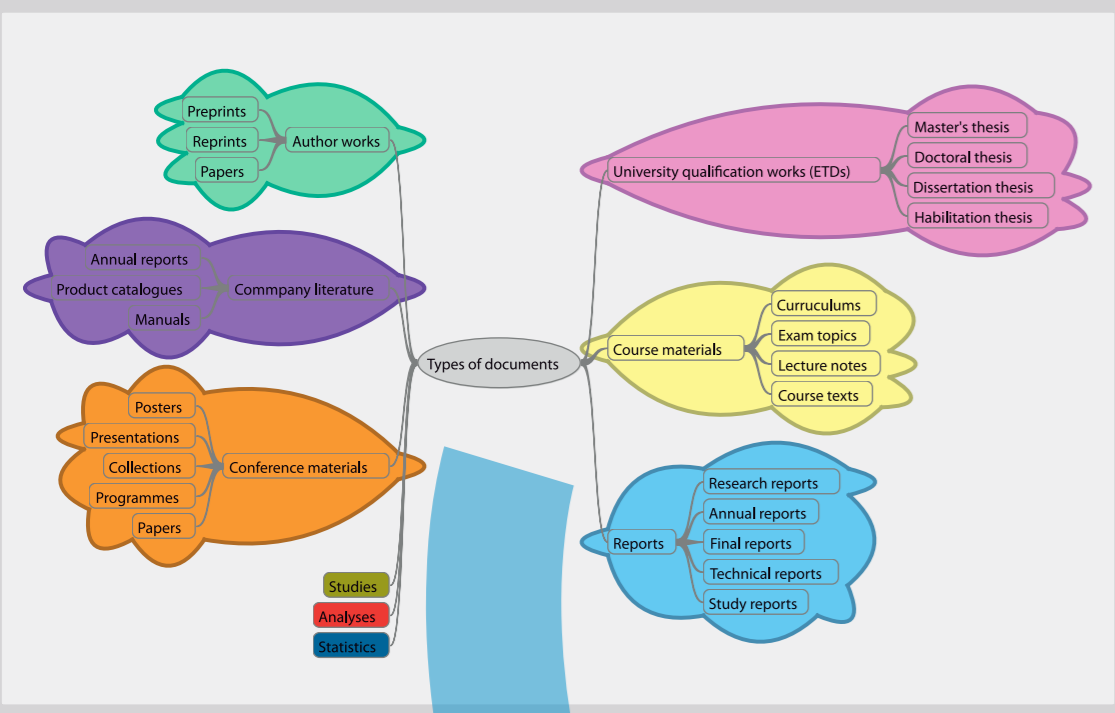 Types of documents
Preprints
Reprints
Papers
Author works
Annual reports
Product catalogues
Manuals
Commpany literature
Posters
Presentations
Collections
Programmes
Papers
Conference materials
Studies
Analyses
Statistics
University qualification works (ETDs)
Master's thesis
Doctoral thesis
Dissertation thesis
Habilitation thesis
Course materials
Curruculums
Exam topics
Lecture notes
Course texts
Reports
Research reports
Annual reports
Final reports
Technical reports
Study reports